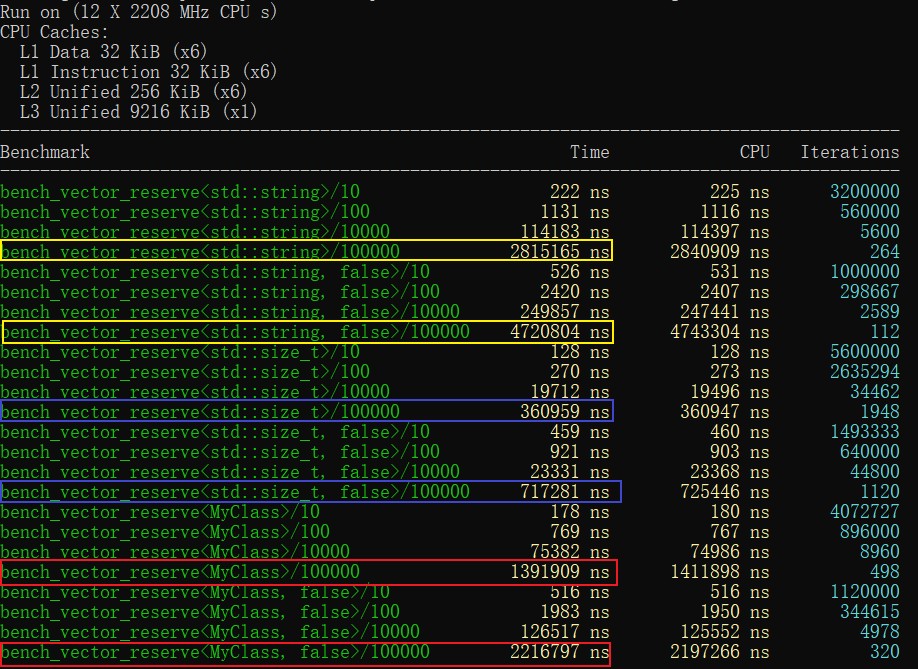 Run on (12 X 2208 MHz CPU s)
CPU Caches:
L1 Data 32 KiB (x6)
L1 Instruction 32 KiB (x6)
L2 Unified 256 KiB (x6)
L3 Unified 9216 KiB (x1)
Benchmark Time CPU Iterations
bench_vector_reserve<std::string>/10 222 ns 225 ns 3200000
bench_vector_reserve<std::string>/100 1131 ns 1116 ns 560000
bench_vector_reserve<std::string>/10000 114183 ns 114397 ns 5600
bench_vector_reserve<std::string>/100000 2815165 ns 2840909 ns 264
bench_vector_reserve<std::string, false>/10 526 ns 531 ns 1000000
bench_vector_reserve<std::string, false>/100 2420 ns 2407 ns 298667
bench_vector_reserve<std::string, false>/10000 249857 ns 247441 ns 2589
bench_vector_reserve<std::string, false>/100000 4720804 ns 4743304 ns 112
bench_vector_reserve<std::size_t>/10 128 ns 128 ns 5600000
bench_vector_reserve<std::size_t>/100 270 ns 273 ns 2635294
bench_vector_reserve<std::size_t>/10000 19712 ns 19496 ns 34462
bench_vector_reserve<std::size_t>/100000 360959 ns 360947 ns 1948
bench_vector_reserve<std::size_t, false>/10 459 ns 460 ns 1493333
bench_vector_reserve<std::size_t, false>/100 921 ns 903 ns 640000
bench_vector_reserve<std::size_t, false>/10000 23331 ns 23368 ns 44800
bench_vector_reserve<std::size_t, false>/100000 717281 ns 725446 ns 1120
bench_vector_reserve<MyClass>/10 178 ns 180 ns 4072727
bench_vector_reserve<MyClass>/100 769 ns 767 ns 896000
bench_vector_reserve<MyClass>/10000 75382 ns 74986 ns 8960
bench_vector_reserve<MyClass>/100000 1391909 ns 1411898 ns 498
bench_vector_reserve<MyClass, false>/10 516 ns 516 ns 1120000
bench_vector_reserve<MyClass, false>/100 1983 ns 1950 ns 344615
bench_vector_reserve<MyClass, false>/10000 126517 ns 125552 ns 4978
bench_vector_reserve<MyClass, false>/100000 2216797 ns 2197266 ns 320